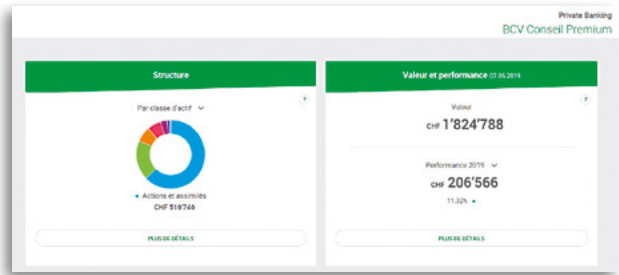 Private Banking
BCV Conseil Premium
Structure
Par classe d'actif
?
Actions et assimilés
CHF 516'746
PLUS DE DÉTAILS
Valeur et performance 07.06.2019
?
Valeur
CHF 1'824'788
Performance 2019
CHF 206'566
11.32%
PLUS DE DÉTAILS